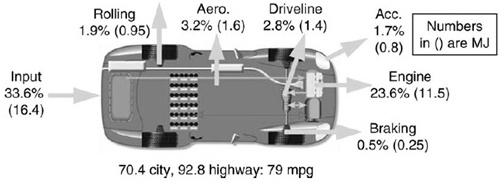 Rolling
1.9% (0.95)
Aero.
3.2% (1.6)
Driveline
2.8% (1.4)
Acc.
1.7%
(0.8)
Numbers
in () are MJ
Input
33.6%
(16.4)
Engine
23.6% (11.5)
Braking
0.5% (0.25)
70.4 city, 92.8 highway: 79 mpg